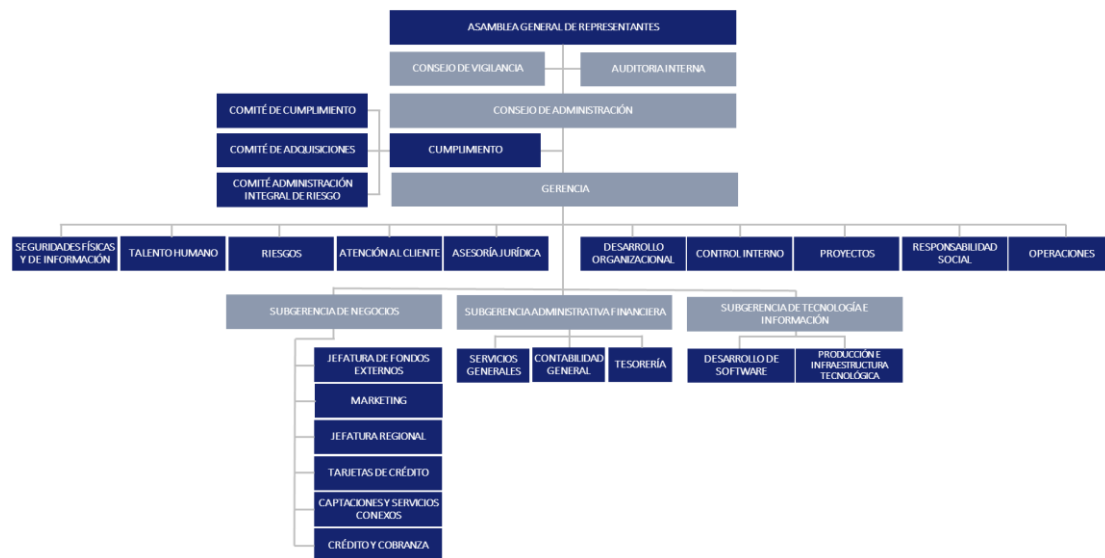 ASAMBLEA GENERAL DE REPRESENTANTES
CONSEJO DE VIGILANCIA
AUDITORIA INTERNA
COMITÉ DE CUMPLIMIENTO
CONSEJO DE ADMINISTRACIÓN
COMITÉ DE ADQUISICIONES
CUMPLIMIENTO
COMITÉ ADMINISTRACIÓN
INTEGRAL DE RIESGO
GERENCIA
SEGURIDADES FÍSICAS
Y DE INFORMACIÓN
TALENTO HUMANO
RIESGOS
ATENCIÓN AL CLIENTE
ASESORÍA JURÍDICA
DESARROLLO
ORGANIZACIONAL
CONTROL INTERNO
PROYECTOS
RESPONSABILIDAD
SOCIAL
OPERACIONES
SUBGERENCIA DE NEGOCIOS
SUBGERENCIA ADMINISTRATIVA FINANCIERA
SUBGERENCIA DE TECNOLOGÍA E
INFORMACIÓN
JEFATURA DE FONDOS
EXTERNOS
MARKETING
JEFATURA REGIONAL
TARJETAS DE CRÉDITO
CAPTACIONES Y SERVICIOS
CONEXOS
CRÉDITO Y COBRANZA
SERVICIOS
GENERALES
CONTABILIDAD
GENERAL
TESORERÍA
DESARROLLO DE
SOFTWARE
PRODUCCIÓN E
INFRAESTRUCTURA
TECNOLÓGICA